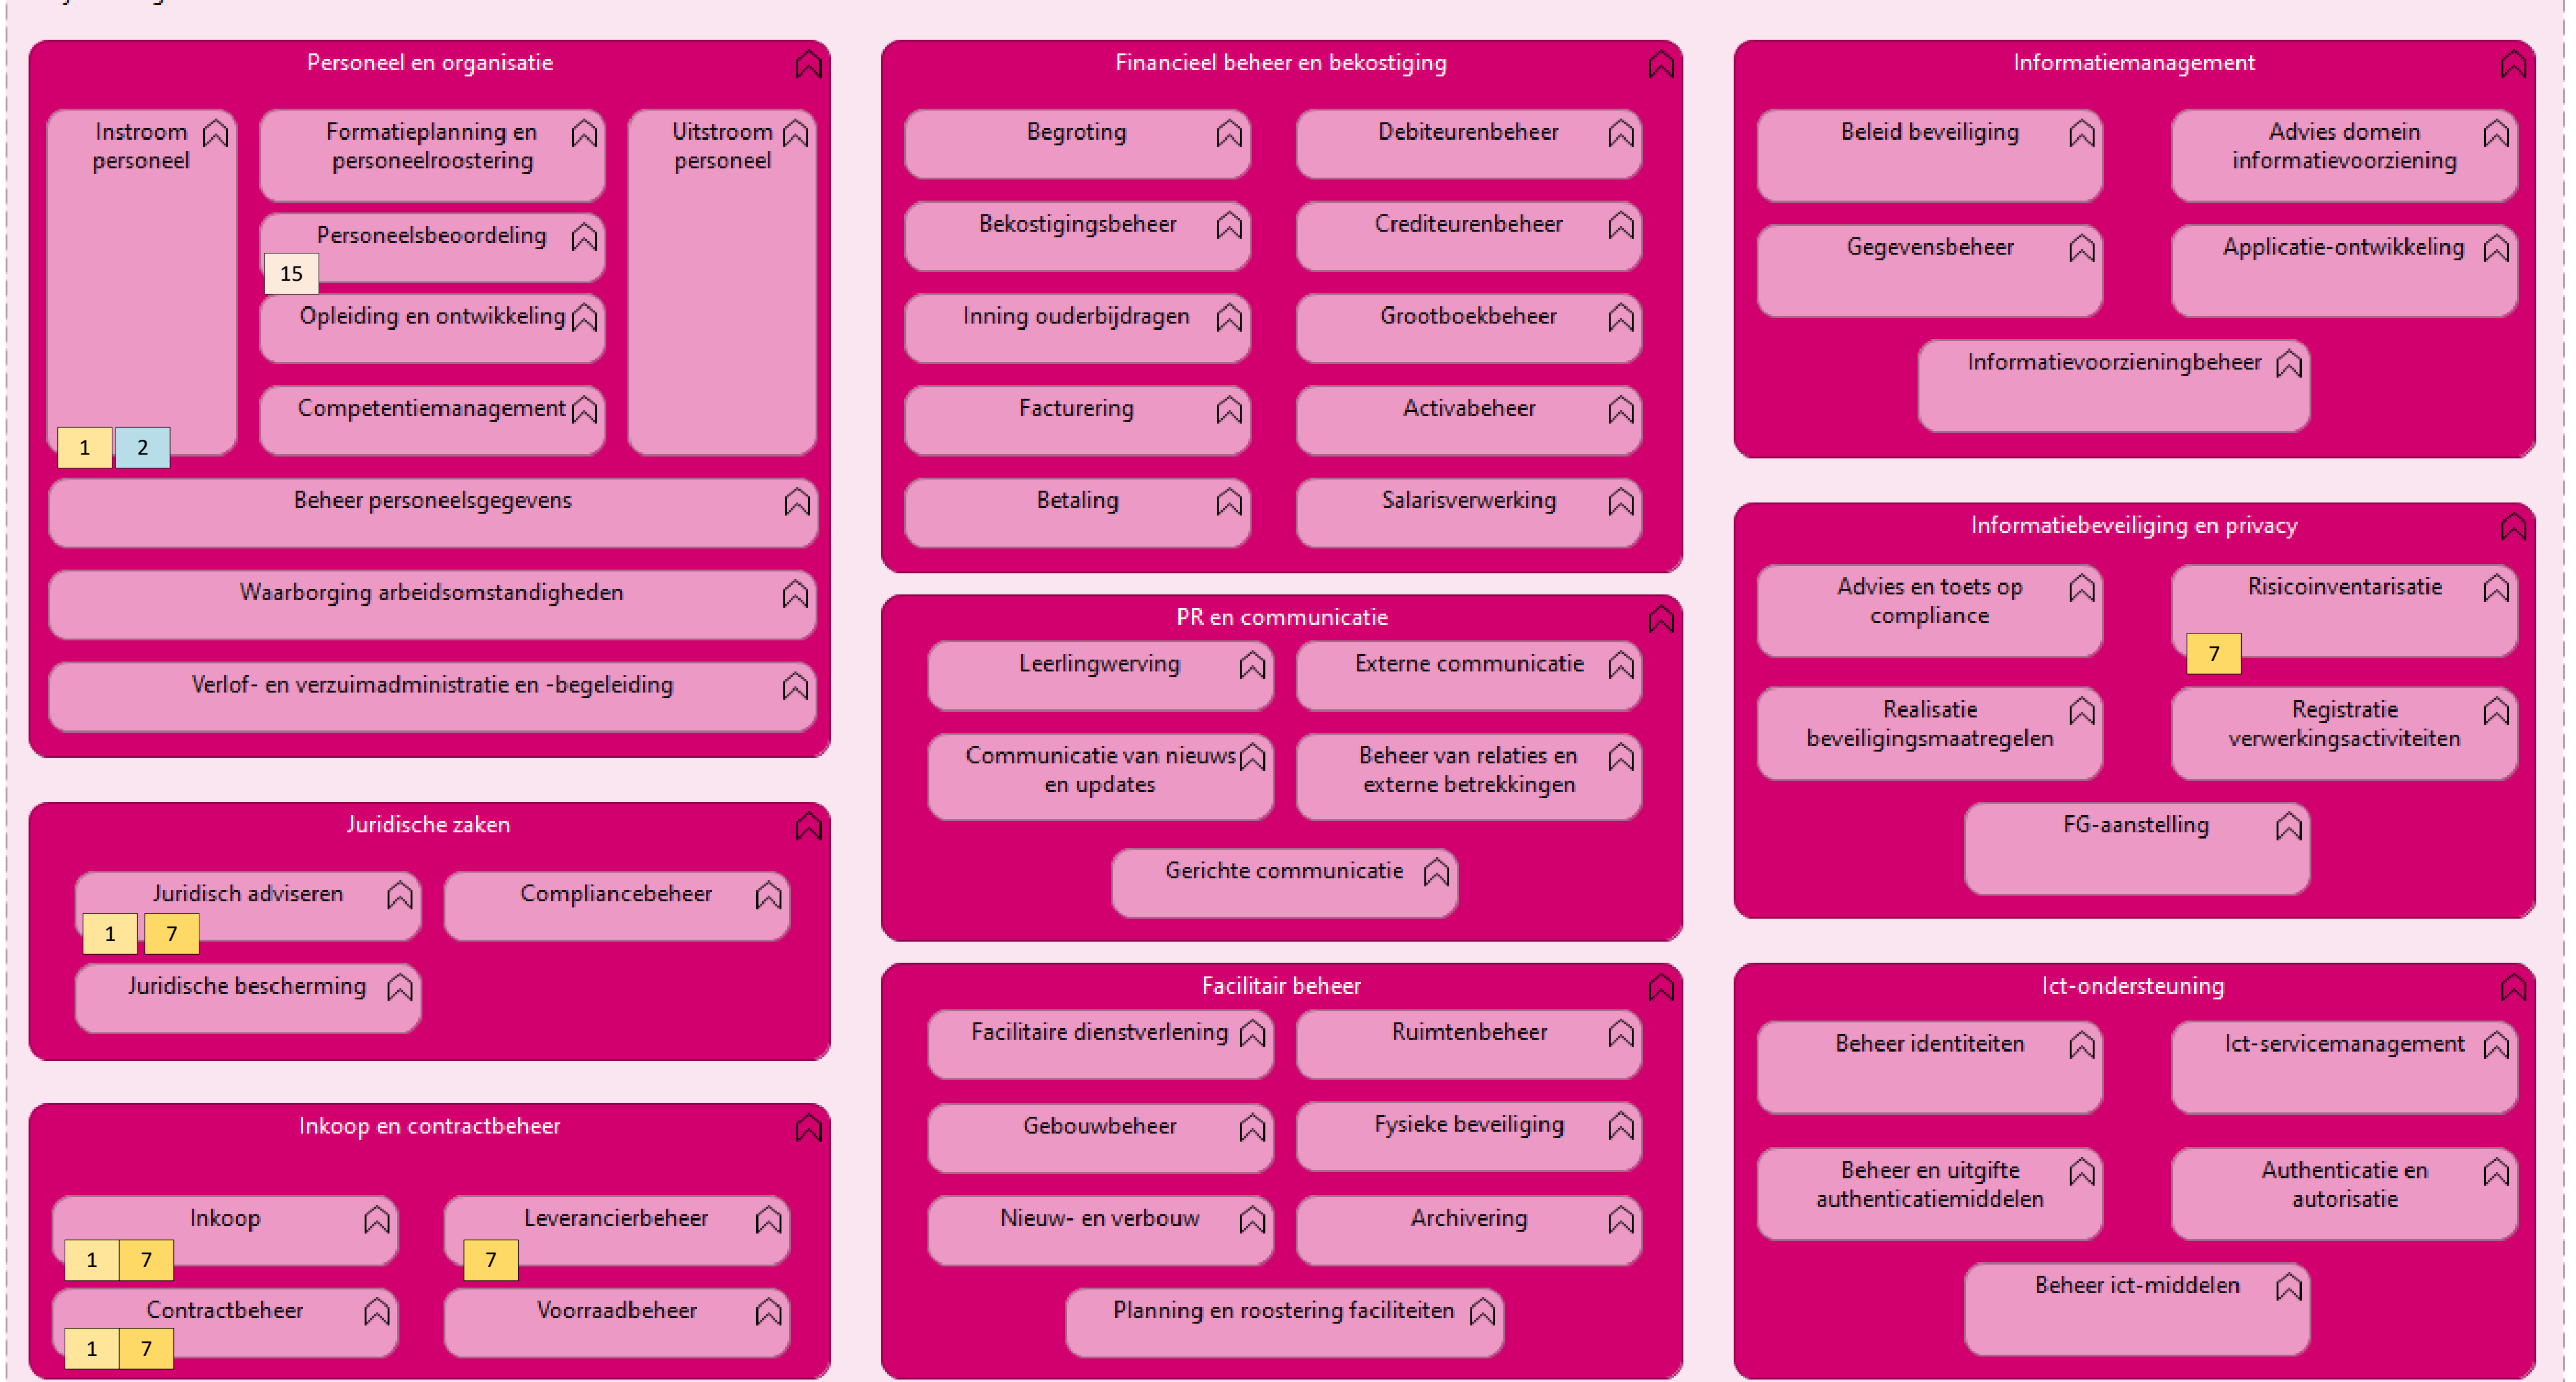 Personeel en organisatie
Instroom
personeel
Formatieplanning en
personeelroostering
Uitstroom
personeel
Personeelsbeoordeling
15
Opleiding en ontwikkeling
Competentiemanagement
1 2
Beheer personeelsgegevens
Waarborging arbeidsomstandigheden
Verlof- en verzuimadministratie en -begeleiding
Juridische zaken
Juridisch adviseren
1 7
Compliancebeheer
Juridische bescherming
Inkoop en contractbeheer
Inkoop
1 7
Leverancierbeheer
7
Contractbeheer
1 7
Voorraadbeheer
Financieel beheer en bekostiging
Begroting
Debiteurenbeheer
Bekostigingsbeheer
Crediteurenbeheer
Inning ouderbijdragen
Grootboekbeheer
Facturering
Activabeheer
Betaling
Salarisverwerking
PR en communicatie
Leerlingwerving
Externe communicatie
Communicatie van nieuws
en updates
Beheer van relaties en
externe betrekkingen
Gerichte communicatie
Facilitair beheer
Facilitaire dienstverlening
Ruimtenbeheer
Gebouwbeheer
Fysieke beveiliging
Nieuw- en verbouw
Archivering
Planning en roostering faciliteiten
Informatiemanagement
Beleid beveiliging
Advies domein
informatievoorziening
Gegevensbeheer
Applicatie-ontwikkeling
Informatievoorzieningbeheer
Informatiebeveiliging en privacy
Advies en toets op
compliance
Risicoinventarisatie
7
Realisatie
beveiligingsmaatregelen
Registratie
verwerkingsactiviteiten
FG-aanstelling
Ict-ondersteuning
Beheer identiteiten
Ict-servicemanagement
Beheer en uitgifte
authenticatiemiddelen
Authenticatie en
autorisatie
Beheer ict-middelen